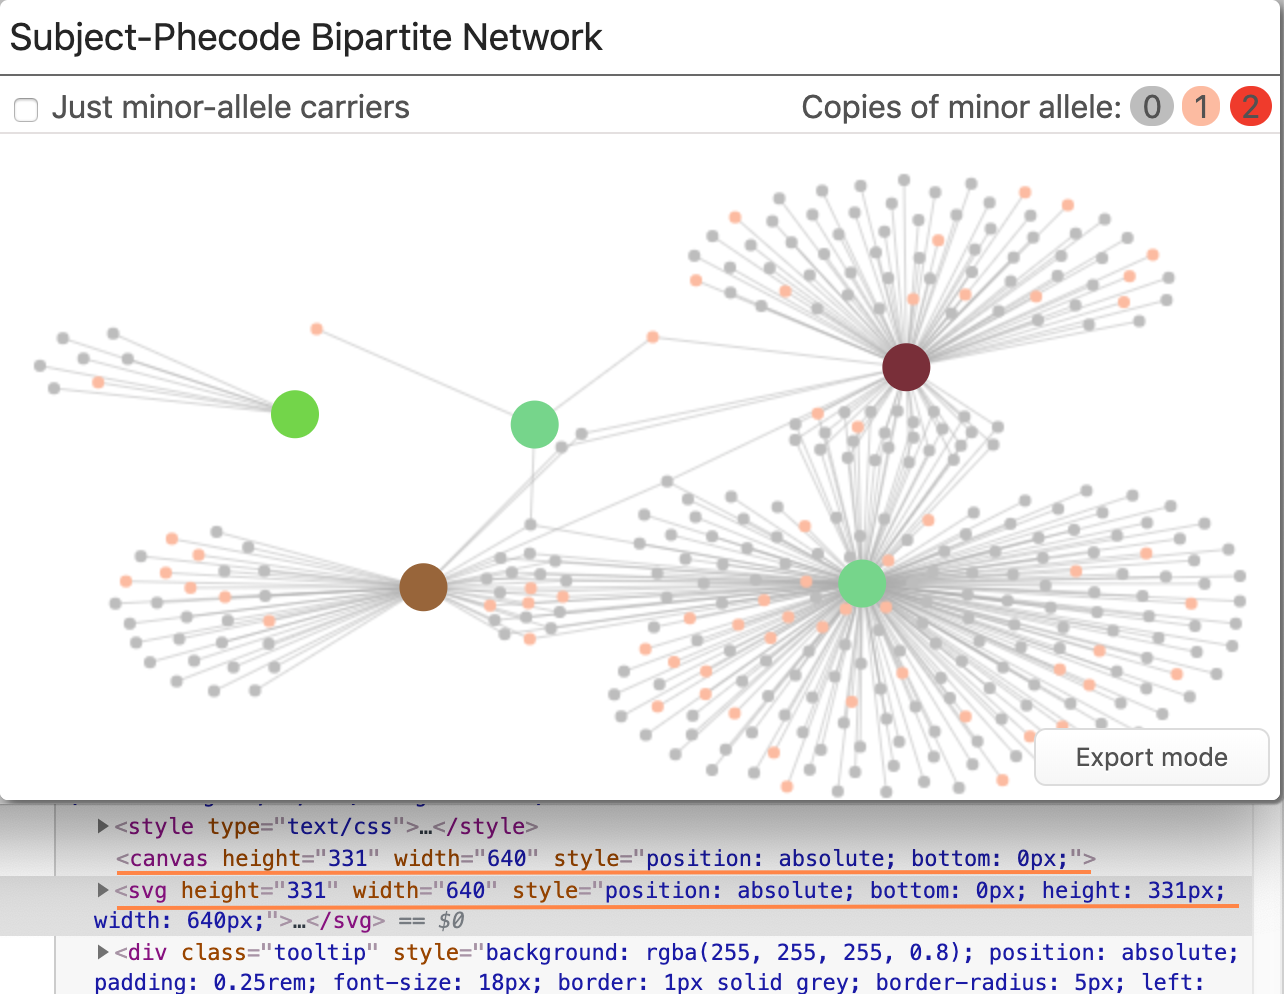 Subject-Phecode Bipartite Network
Just minor-allele carriers
Copies of minor allele: 0 1 2
Export mode
▶<style type="text/css">…</style>
<canvas height="331" width="640" style="position: absolute; bottom: 0px;">
▶<svg height="331" width="640" style="position: absolute; bottom: 0px; height: 331px;
width: 640px;">…</svg> == $0
▶<div class="tooltip" style="background: rgba(255, 255, 255, 0.8); position: absolute;
padding: 0.25rem; font-size: 18px; border: 1px solid grey; border-radius: 5px; left: